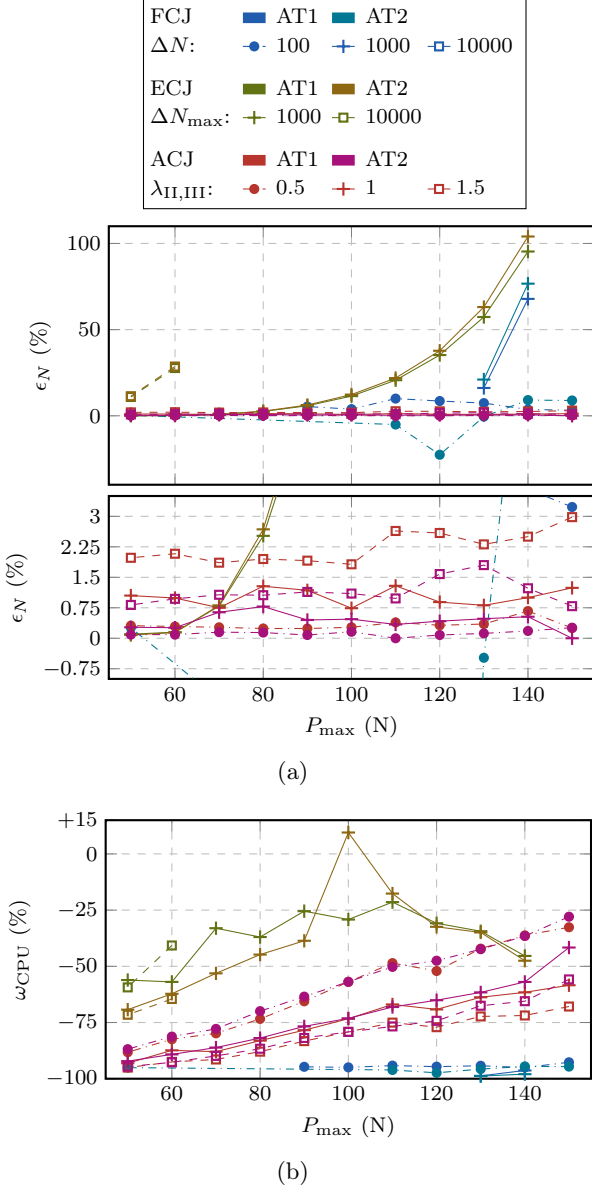 FCJ AT1 AT2
ΔN: 100 1000 10000
ECJ AT1 AT2
ΔNmax: 1000 10000
ACJ AT1 AT2
λII,III: 0.5 1 1.5
100
50
0
ϵN (%)
3
2.25
1.5
0.75
0
−0.75
ϵN (%)
60 80 100 120 140
Pmax (N)
(a)
+15
0
−25
−50
−75
−100
ωCPU (%)
60 80 100 120 140
Pmax (N)
(b)